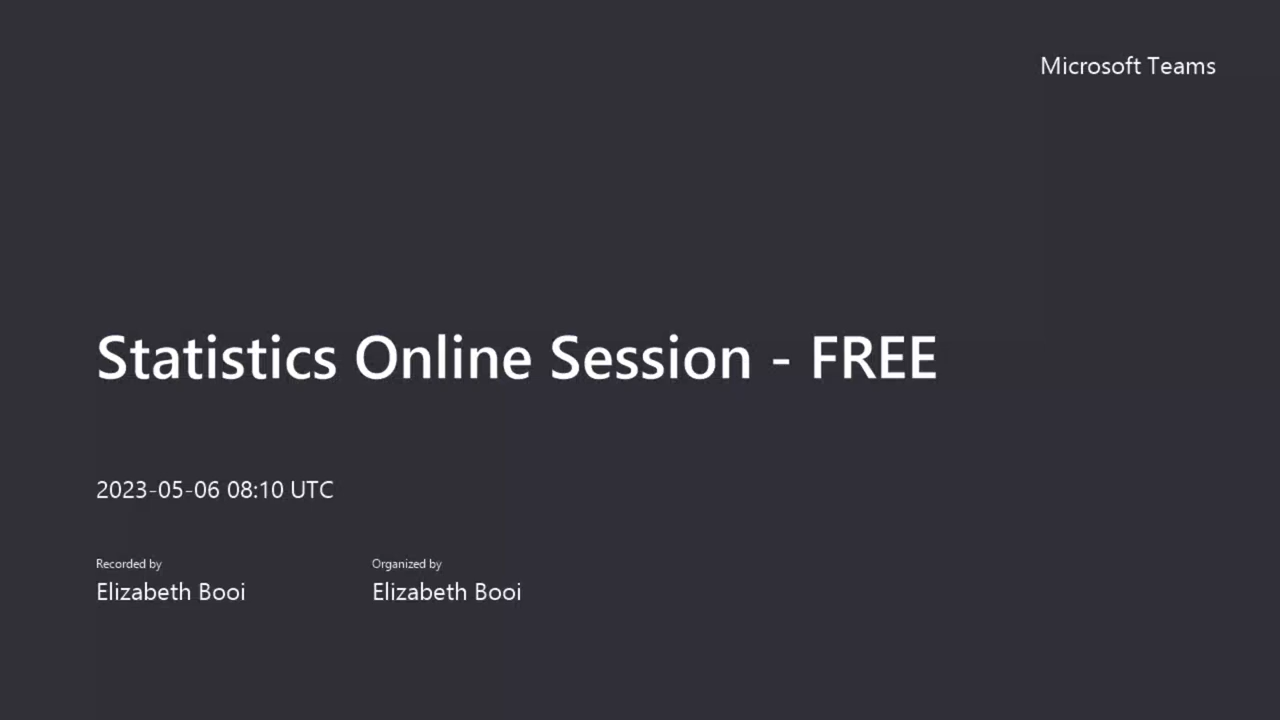 Microsoft Teams
Statistics Online Session - FREE
2023-05-06 08:10 UTC
Recorded by
Elizabeth Booi
Organized by
Elizabeth Booi